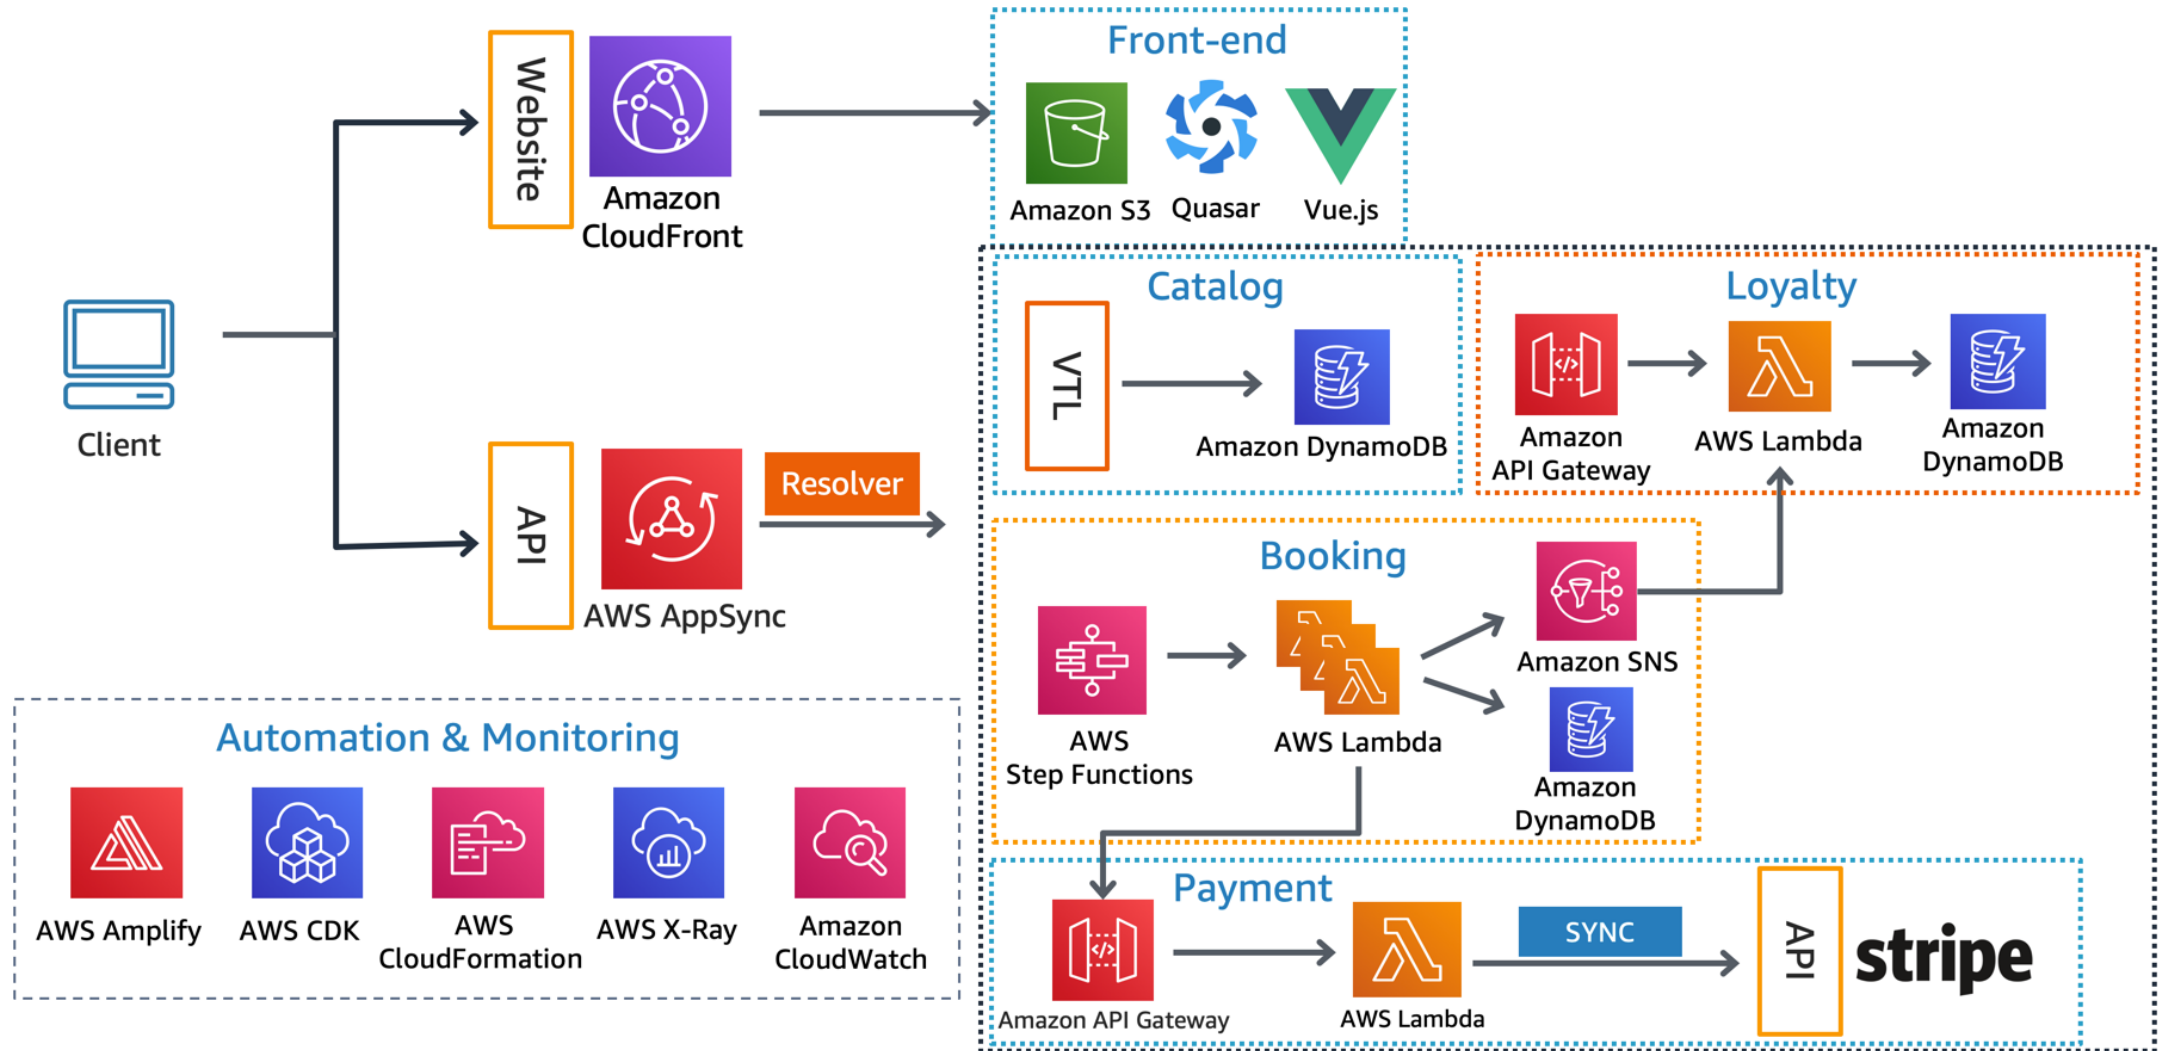 Front-end
Website
Amazon
CloudFront
Amazon S3
Quasar
Vue.js
Client
Catalog
VTL
Amazon DynamoDB
Loyalty
Amazon
API Gateway
AWS Lambda
Amazon
DynamoDB
API
AWS AppSync
Resolver
Booking
AWS
Step Functions
AWS Lambda
Amazon SNS
Amazon
DynamoDB
Automation & Monitoring
AWS Amplify
AWS CDK
AWS
CloudFormation
AWS X-Ray
Amazon
CloudWatch
Payment
Amazon API Gateway
AWS Lambda
SYNC
API
stripe